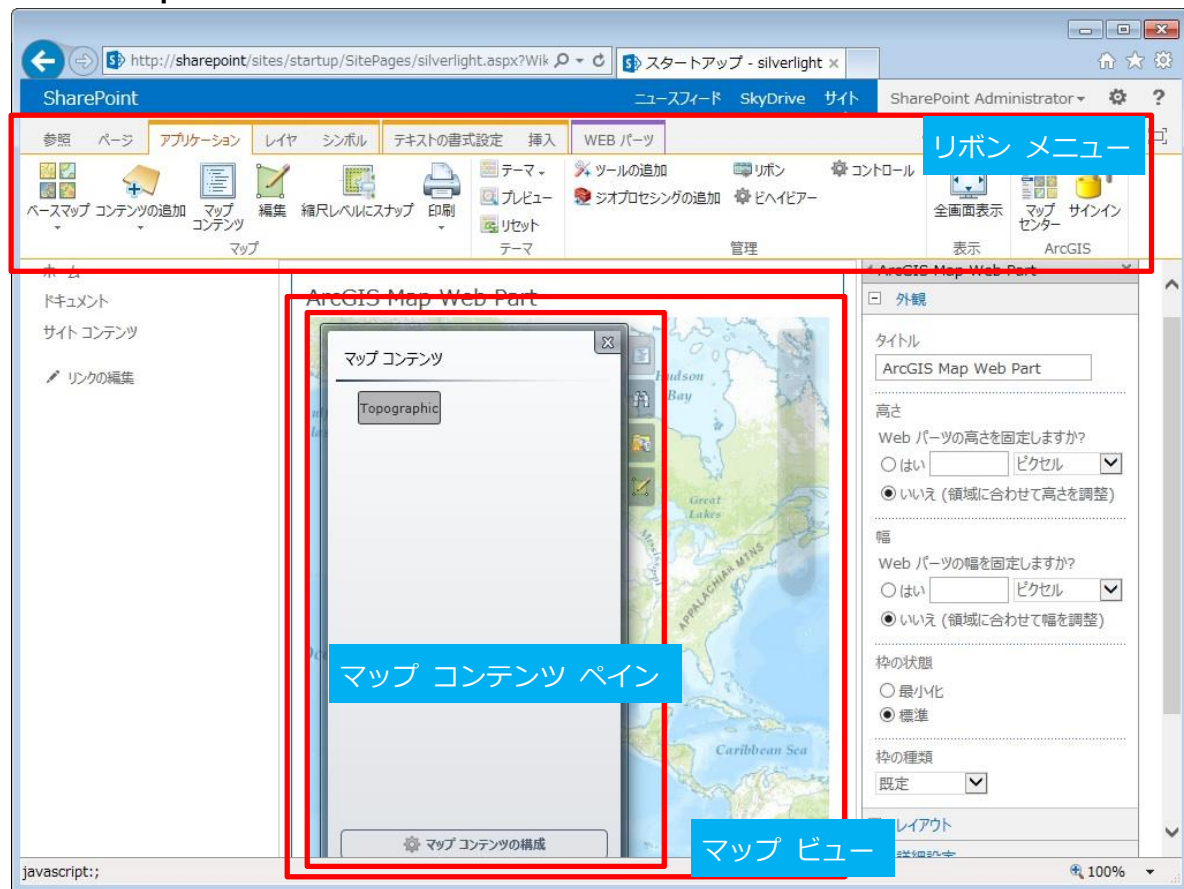 http://sharepoint/sites/startup/SitePages/silverlight.aspx?Wik
スタートアップ - silverlight
SharePoint
ニュースフィード SkyDrive サイト SharePoint Administrator ?
参照 ページ アプリケーション レイヤ シンボル テキストの書式設定 挿入 WEB パーツ
リボン メニュー
ベースマップ コンテンツの追加 マップ コンテンツ 編集 縮尺レベルにスナップ 印刷
テーマ
プレビュー
リセット
ツールの追加 リボン コントロール
ジオプロセシングの追加 ビヘイビアー
全画面表示 マップ センター サインイン
マップ テーマ 管理 表示 ArcGIS
ホーム
ドキュメント
サイト コンテンツ
リンクの編集
ArcGIS Map Web Part
マップ コンテンツ
Topographic
Hudson
Bay
Great
Lakes
APPALACHIAN MTNS
Caribbean Sea
マップ コンテンツ ペイン
マップ コンテンツの構成
マップ ビュー
ArcGIS Map Web Part
外観
タイトル
ArcGIS Map Web Part
高さ
Web パーツの高さを固定しますか?
はい ピクセル
いいえ (領域に合わせて高さを調整)
幅
Web パーツの幅を固定しますか?
はい ピクセル
いいえ (領域に合わせて幅を調整)
枠の状態
最小化
標準
枠の種類
既定
レイアウト
javascript:;
100%